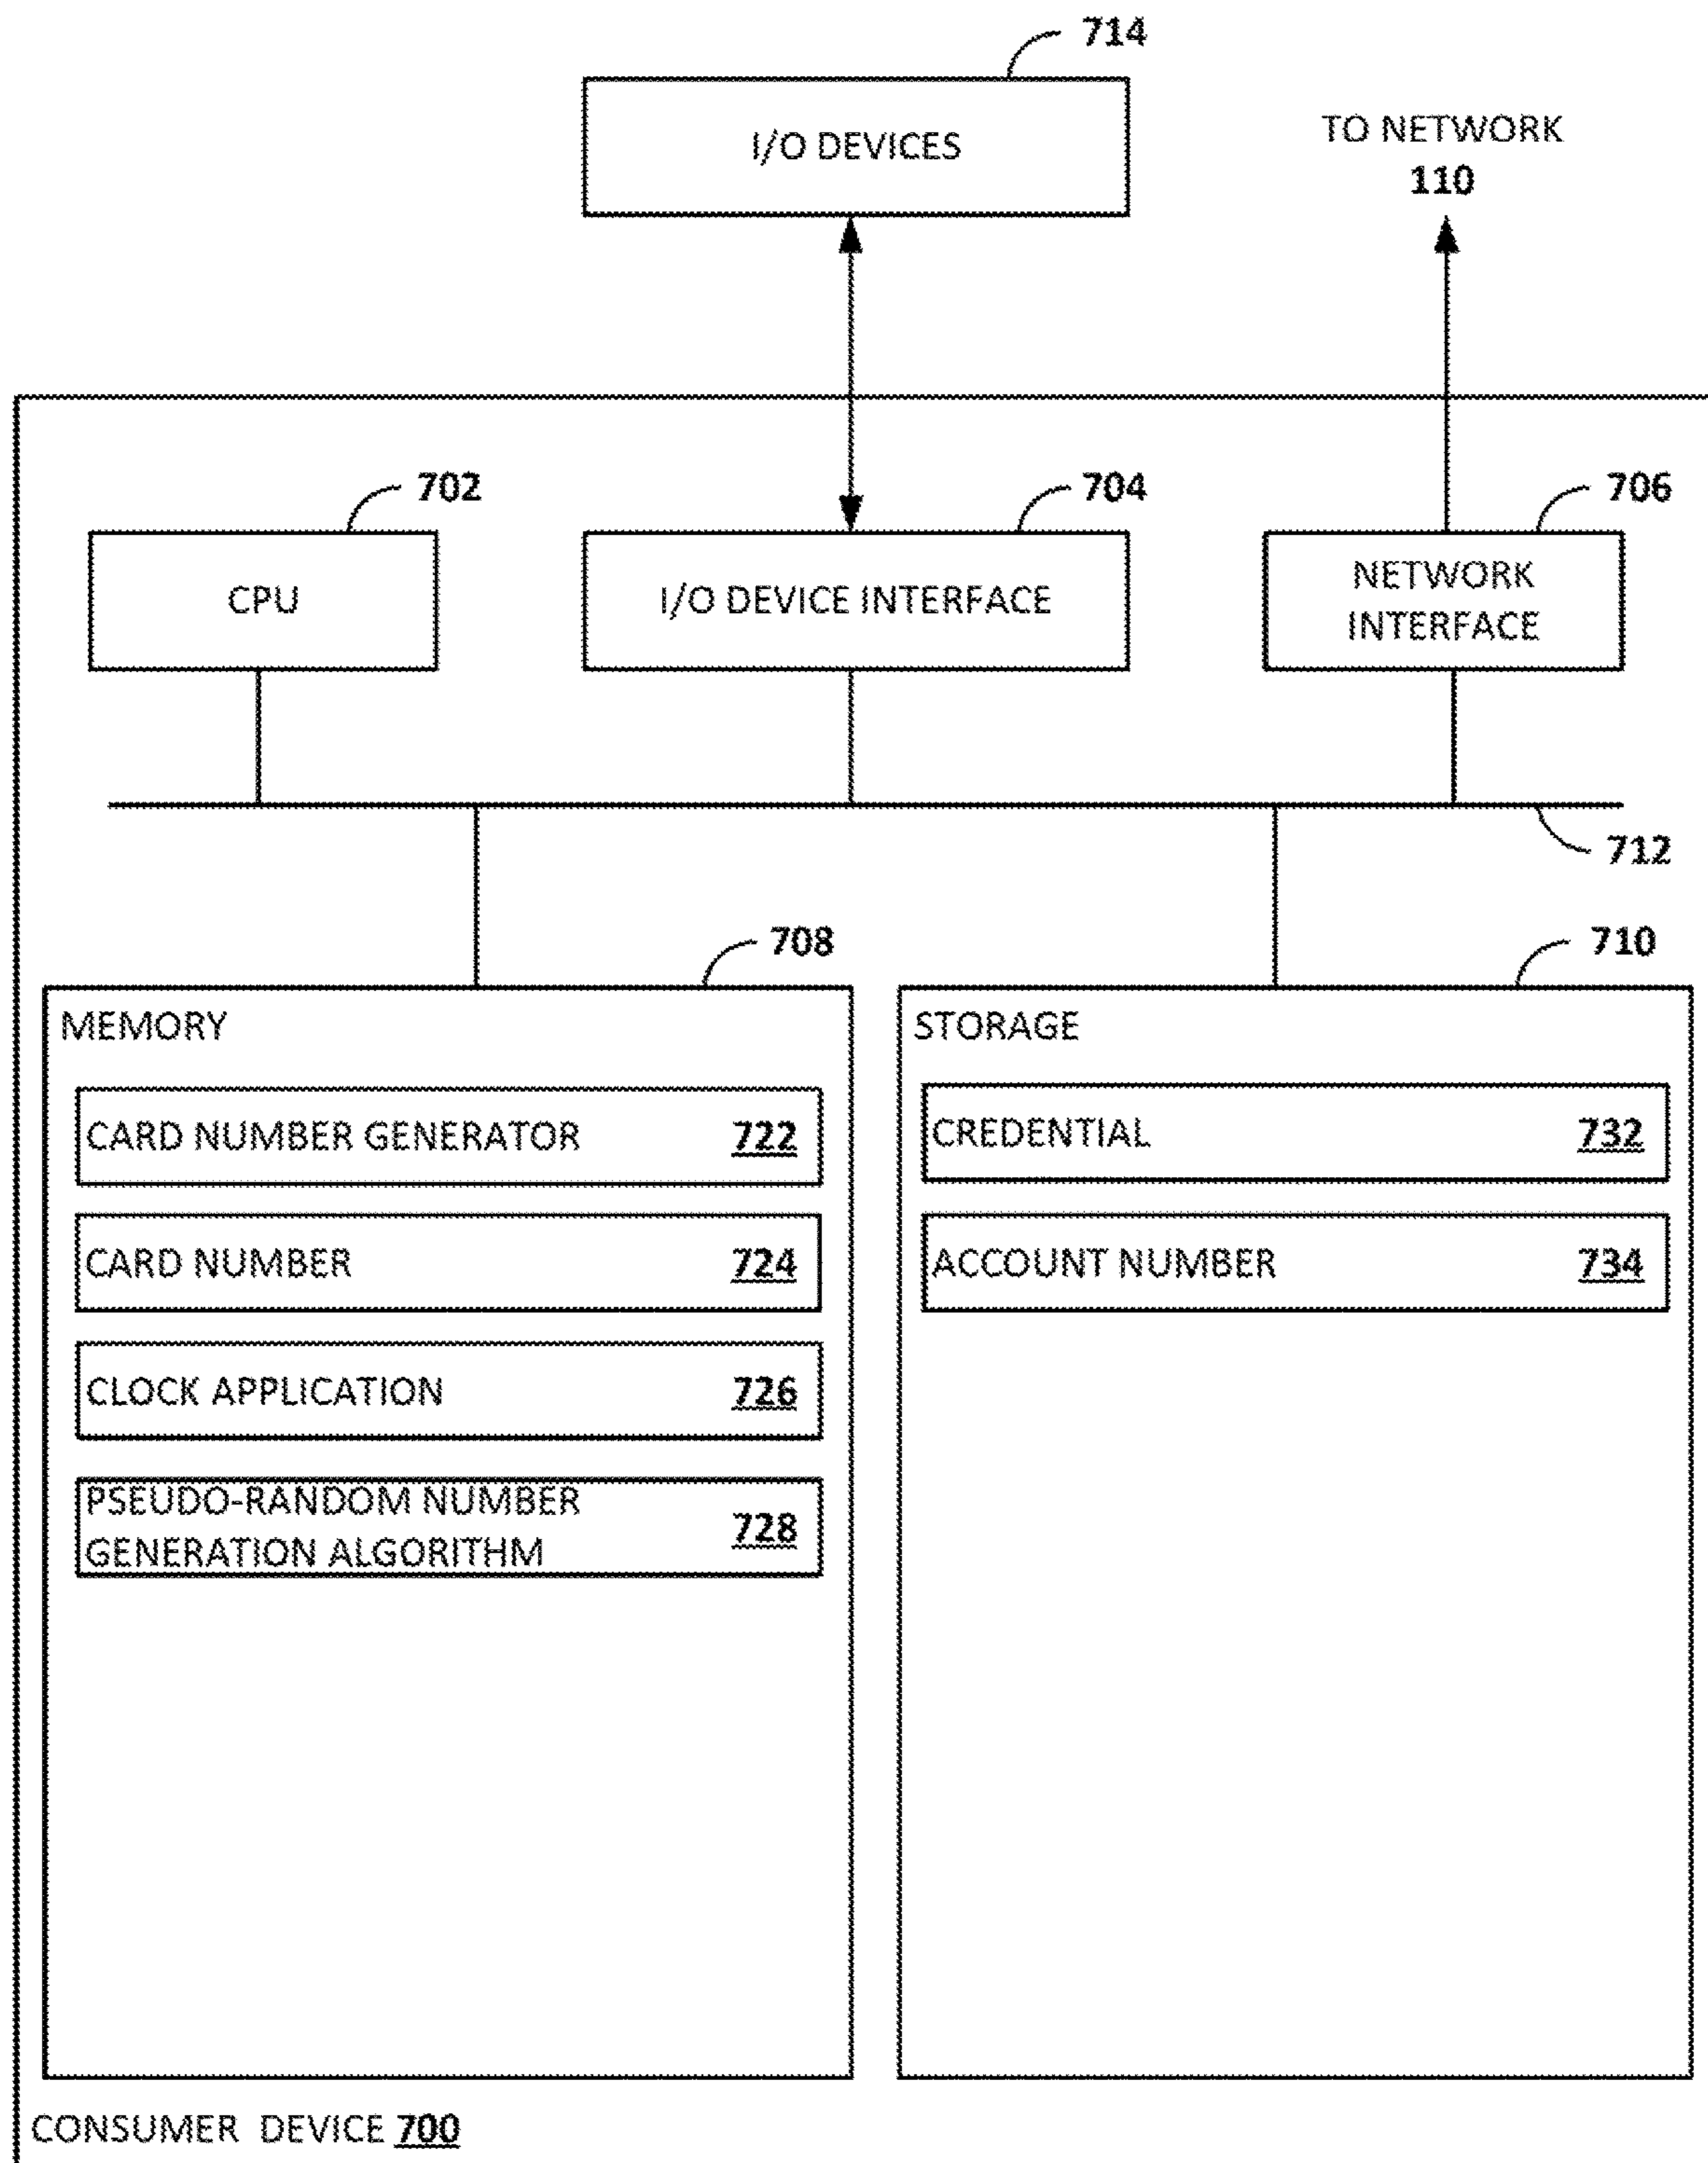 714
I/O DEVICES
TO NETWORK
110
702
704
706
CPU
I/O DEVICE INTERFACE
NETWORK
INTERFACE
712
708
710
MEMORY
STORAGE
CARD NUMBER GENERATOR 722
CREDENTIAL 732
CARD NUMBER 724
ACCOUNT NUMBER 734
CLOCK APPLICATION 726
PSEUDO-RANDOM NUMBER
GENERATION ALGORITHM 728
CONSUMER DEVICE 700